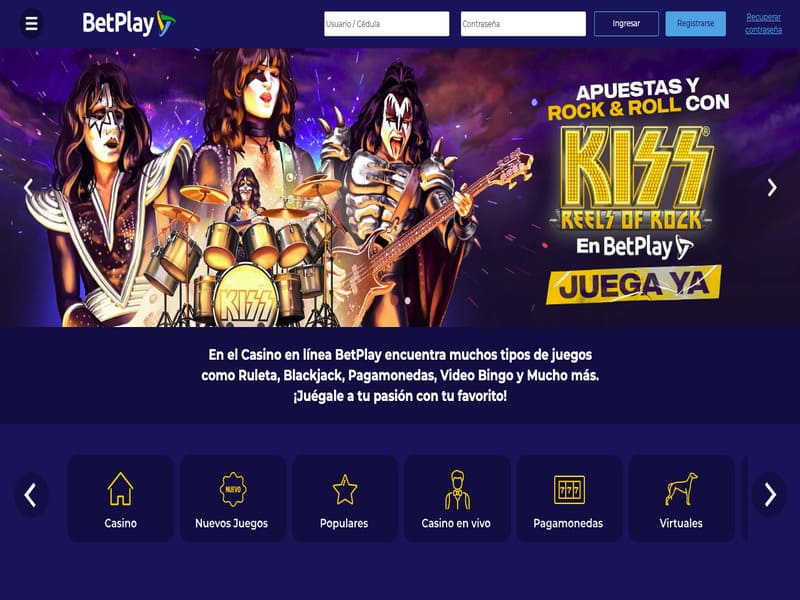 BetPlay
Usuario / Cédula
Contraseña
Ingresar
Registrarse
Recuperar
contraseña
APUESTAS Y
ROCK & ROLL CON
KISS®
REELS OF ROCK
En BetPlay
JUEGA YA
KISS
En el Casino en línea BetPlay encuentra muchos tipos de juegos
como Ruleta, Blackjack, Pagamonedas, Video Bingo y Mucho más.
¡Juégale a tu pasión con tu favorito!
Casino
NUEVO
Nuevos Juegos
Populares
Casino en vivo
777
Pagamonedas
Virtuales